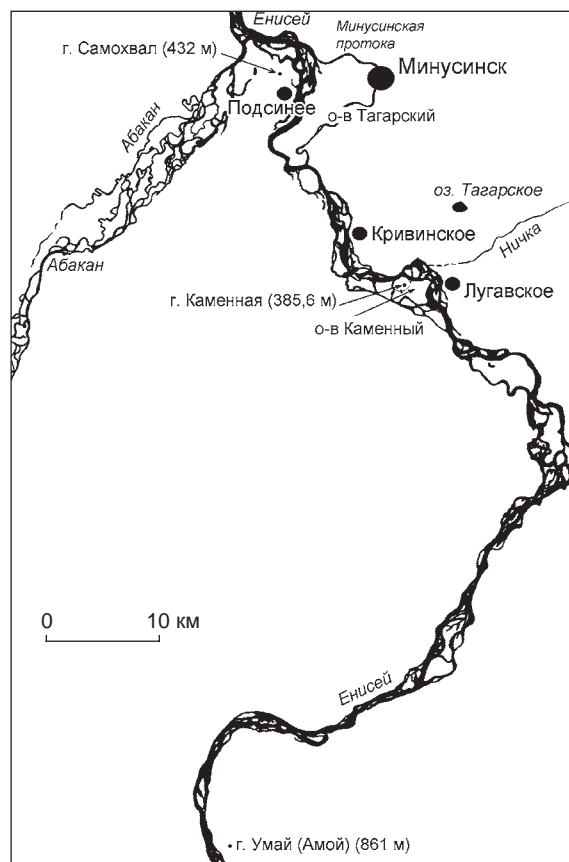 Енисей
Минусинская
протока
г. Самохвал (432 м)
Минусинск
Подсинее
Абакан
о-в Тагарский
оз. Тагарское
Ничка
Кривинское
Абакан
Лугавское
г. Каменная (385,6 м)
о-в Каменный
0 10 км
Енисей
г. Умай (Амой) (861 м)